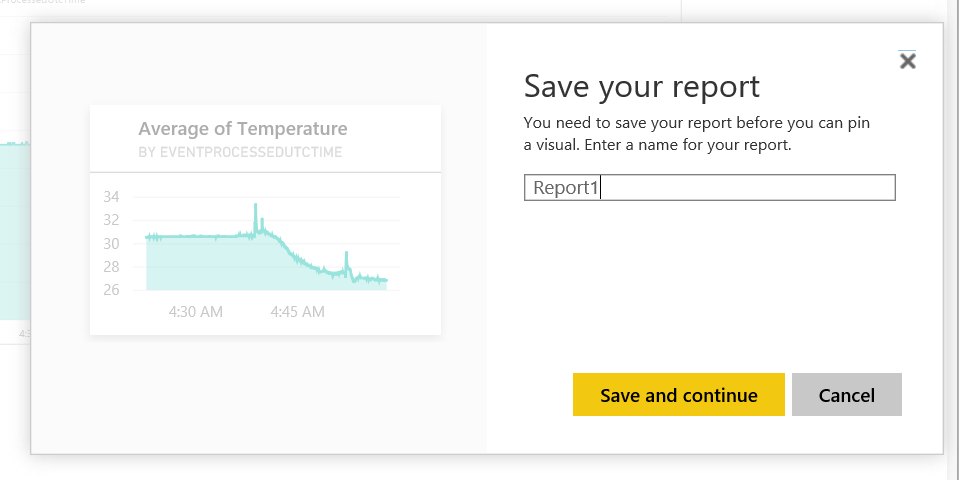 Save your report
You need to save your report before you can pin
a visual. Enter a name for your report.
Report1
Save and continue
Cancel
Average of Temperature
BY EVENTPROCESSEDUTCTIME
34
32
30
28
26
4:30 AM
4:45 AM